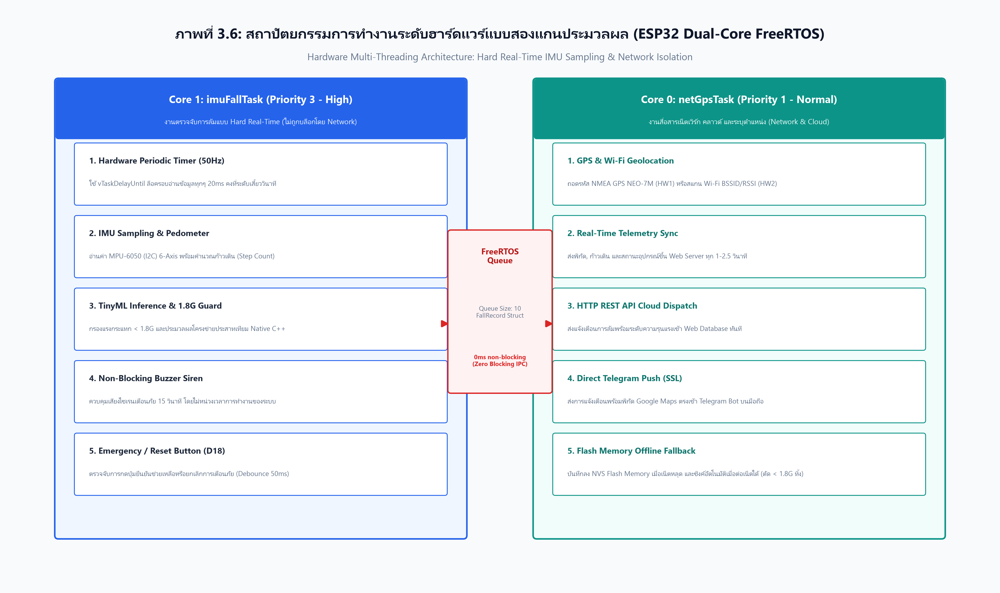 ภาพที่ 3.6: สถาปัตยกรรมการทำงานระดับฮาร์ดแวร์แบบสองแกนประมวลผล (ESP32 Dual-Core FreeRTOS)
Hardware Multi-Threading Architecture: Hard Real-Time IMU Sampling & Network Isolation
Core 1: imuFallTask (Priority 3 - High)
งานตรวจจับการล้มแบบ Hard Real-Time (ไม่ถูกบล็อกโดย Network)
1. Hardware Periodic Timer (50Hz)
ใช้ vTaskDelayUntil ล็อครอบอ่านข้อมูลทุกๆ 20ms คงที่ระดับเสี้ยววินาที
2. IMU Sampling & Pedometer
อ่านค่า MPU-6050 (I2C) 6-Axis พร้อมคำนวณก้าวเดิน (Step Count)
3. TinyML Inference & 1.8G Guard
กรองแรงกระแทก < 1.8G และประมวลผลโครงข่ายประสาทเทียม Native C++
4. Non-Blocking Buzzer Siren
ควบคุมเสียงไซเรนเตือนภัย 15 วินาที โดยไม่หน่วงเวลาการทำงานของระบบ
5. Emergency / Reset Button (D18)
ตรวจจับการกดปุ่มยืนยันช่วยเหลือหรือยกเลิกการเตือนภัย (Debounce 50ms)
FreeRTOS
Queue
Queue Size: 10
FallRecord Struct
0ms non-blocking
(Zero Blocking IPC)
Core 0: netGpsTask (Priority 1 - Normal)
งานสื่อสารเน็ตเวิร์ก คลาวด์ และระบุตำแหน่ง (Network & Cloud)
1. GPS & Wi-Fi Geolocation
ถอดรหัส NMEA GPS NEO-7M (HW1) หรือสแกน Wi-Fi BSSID/RSSI (HW2)
2. Real-Time Telemetry Sync
ส่งพิกัด, ก้าวเดิน และสถานะอุปกรณ์ขึ้น Web Server ทุก 1-2.5 วินาที
3. HTTP REST API Cloud Dispatch
ส่งแจ้งเตือนการล้มพร้อมระดับความรุนแรงเข้า Web Database ทันที
4. Direct Telegram Push (SSL)
ส่งการแจ้งเตือนพร้อมพิกัด Google Maps ตรงเข้า Telegram Bot บนมือถือ
5. Flash Memory Offline Fallback
บันทึกลง NVS Flash Memory เมื่อเน็ตหลุด และซิงค์อัตโนมัติเมื่อต่อเน็ตได้ (ตัด < 1.8G ทิ้ง)